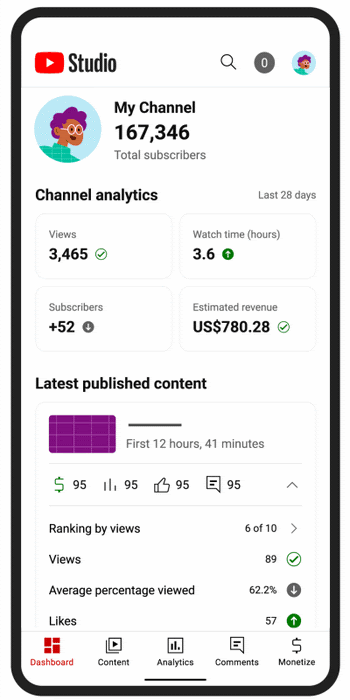 Studio
0
My Channel
167,346
Total subscribers
Channel analytics Last 28 days
Views Watch time (hours)
3,465 3.6
Subscribers Estimated revenue
+52 US$780.28
Latest published content
First 12 hours, 41 minutes
95 95 95 95
Ranking by views 6 of 10
Views 89
Average percentage viewed 62.2%
Likes 57
Dashboard Content Analytics Comments Monetize